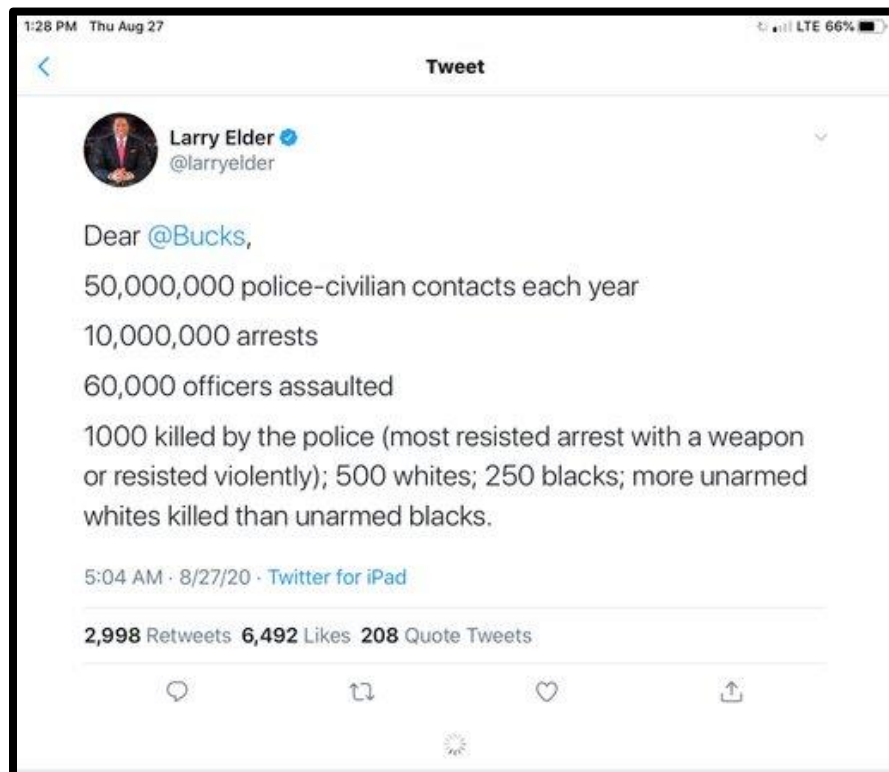 1:28 PM Thu Aug 27
LTE 66%
Tweet
Larry Elder
@larryelder
Dear @Bucks,
50,000,000 police-civilian contacts each year
10,000,000 arrests
60,000 officers assaulted
1000 killed by the police (most resisted arrest with a weapon
or resisted violently); 500 whites; 250 blacks; more unarmed
whites killed than unarmed blacks.
5:04 AM · 8/27/20 · Twitter for iPad
2,998 Retweets 6,492 Likes 208 Quote Tweets